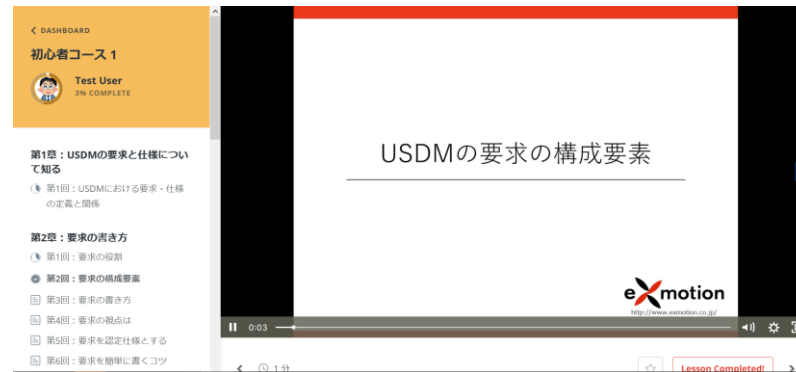 DASHBOARD
初心者コース 1
Test User
3% COMPLETE
第1章：USDMの要求と仕様につい
て知る
第1回：USDMにおける要求・仕様
の定義と関係
第2章：要求の書き方
第1回：要求の役割
第2回：要求の構成要素
第3回：要求の書き方
第4回：要求の視点は
第5回：要求を認定仕様とする
第6回：要求を簡単に書くコツ
USDMの要求の構成要素
eXmotion
http://www.exmotion.co.jp/
0:03
1 分
Lesson Completed!